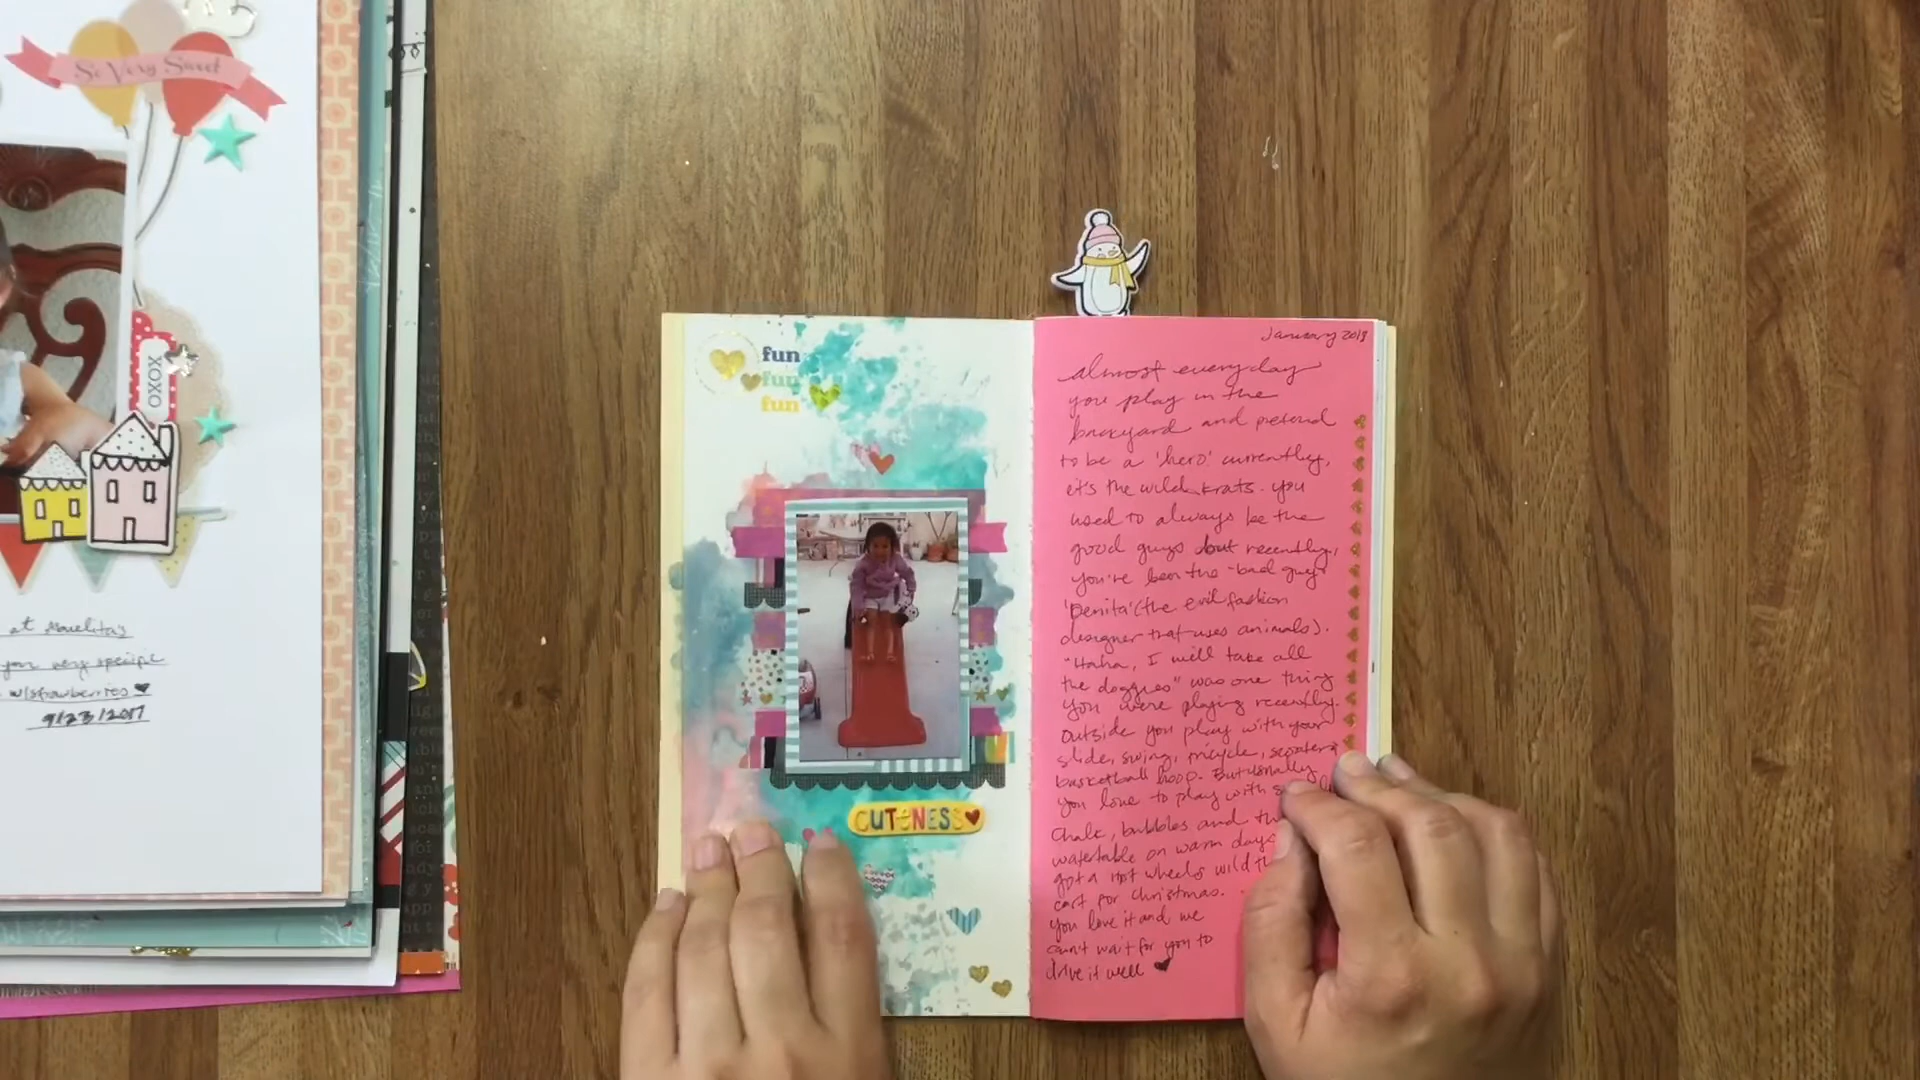 So Very Sweet
XOXO
at Abuelita's
your very specific
w/strawberries
9/23/2017
fun
fun
fun
CUTENESS
January 2018
almost everyday
you play in the
backyard and pretend
to be a 'hero' currently,
it's the wild krats. you
used to always be the
good guys but recently,
you've been the "bad guy"
'Denita' (the evil fashion
designer that uses animals).
"Haha, I will take all
the doggies" was one thing
you were playing recently.
Outside you play with your
slide, swing, tricycle, scooter,
basketball hoop. But usually
you love to play with
Chalk, bubbles and the
watertable on warm days
got a Hot wheels wild
cart for Christmas.
you love it and we
can't wait for you to
drive it well